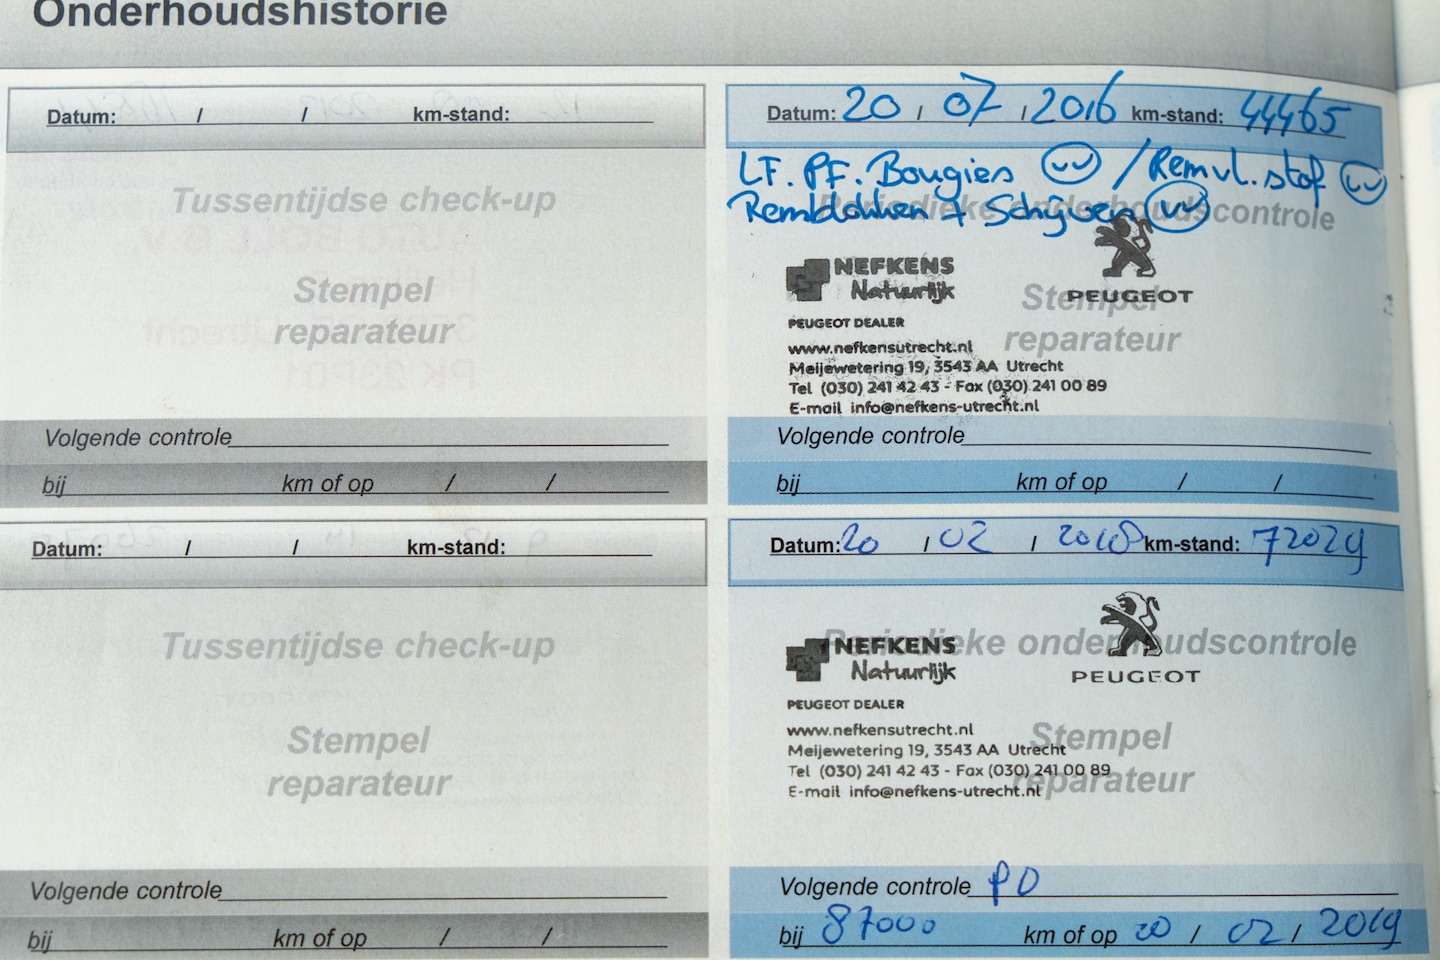 Onderhoudshistorie
Datum: / / km-stand:
Tussentijdse check-up
Stempel
reparateur
Volgende controle
bij km of op / /
Datum: 20 / 07 / 2016 km-stand: 44465
LF. PF. Bougies / Remvl. stof
Remblokken + Schijven
Periodieke onderhoudscontrole
NEFKENS
Natuurlijk
PEUGEOT
Stempel
reparateur
PEUGEOT DEALER
www.nefkensutrecht.nl
Meijewetering 19, 3543 AA Utrecht
Tel (030) 241 42 43 - Fax (030) 241 00 89
E-mail info@nefkens-utrecht.nl
Volgende controle
bij km of op / /
Datum: / / km-stand:
Tussentijdse check-up
Stempel
reparateur
Volgende controle
bij km of op / /
Datum: 20 / 02 / 2018 km-stand: 72029
Periodieke onderhoudscontrole
NEFKENS
Natuurlijk
PEUGEOT
Stempel
reparateur
PEUGEOT DEALER
www.nefkensutrecht.nl
Meijewetering 19, 3543 AA Utrecht
Tel (030) 241 42 43 - Fax (030) 241 00 89
E-mail info@nefkens-utrecht.nl
Volgende controle PO
bij 87000 km of op 20 / 02 / 2019